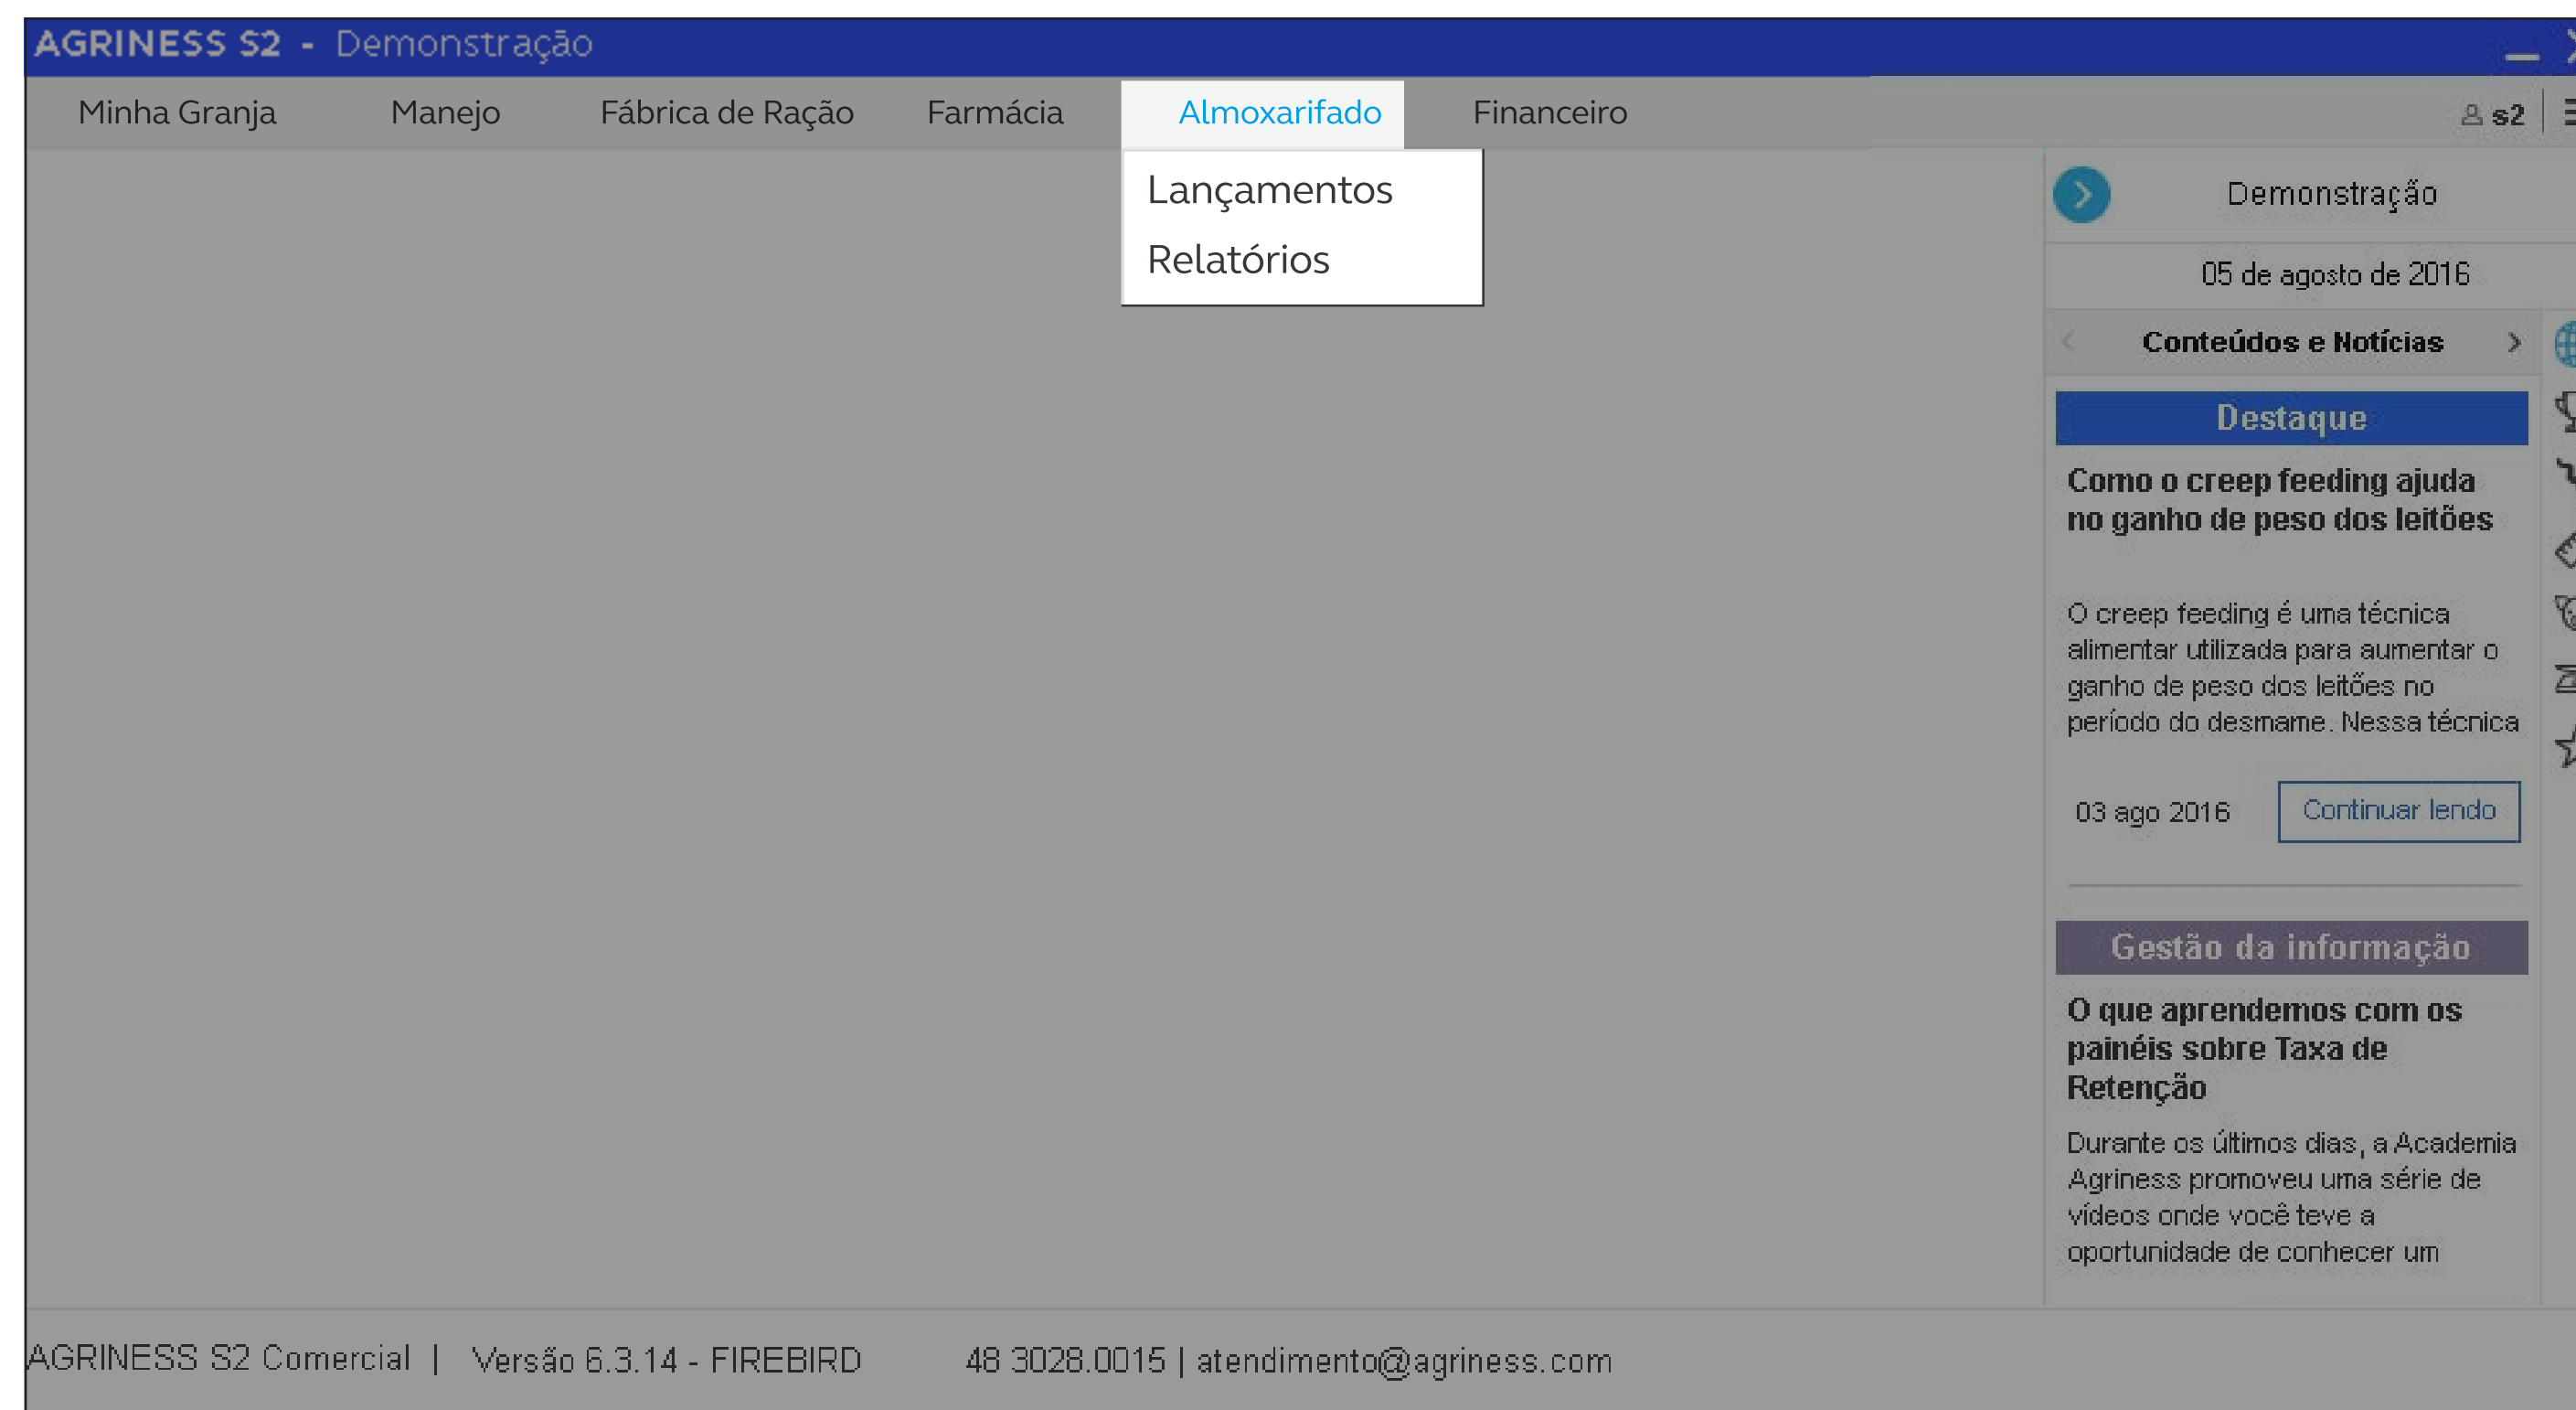 AGRINESS S2 - Demonstração
Minha Granja Manejo Fábrica de Ração Farmácia Almoxarifado Financeiro s2
Lançamentos
Relatórios
Demonstração
05 de agosto de 2016
Conteúdos e Notícias
Destaque
Como o creep feeding ajuda
no ganho de peso dos leitões
O creep feeding é uma técnica
alimentar utilizada para aumentar o
ganho de peso dos leitões no
período do desmame. Nessa técnica
03 ago 2016 Continuar lendo
Gestão da informação
O que aprendemos com os
painéis sobre Taxa de
Retenção
Durante os últimos dias, a Academia
Agriness promoveu uma série de
vídeos onde você teve a
oportunidade de conhecer um
AGRINESS S2 Comercial | Versão 6.3.14 - FIREBIRD 48 3028.0015 | atendimento@agriness.com